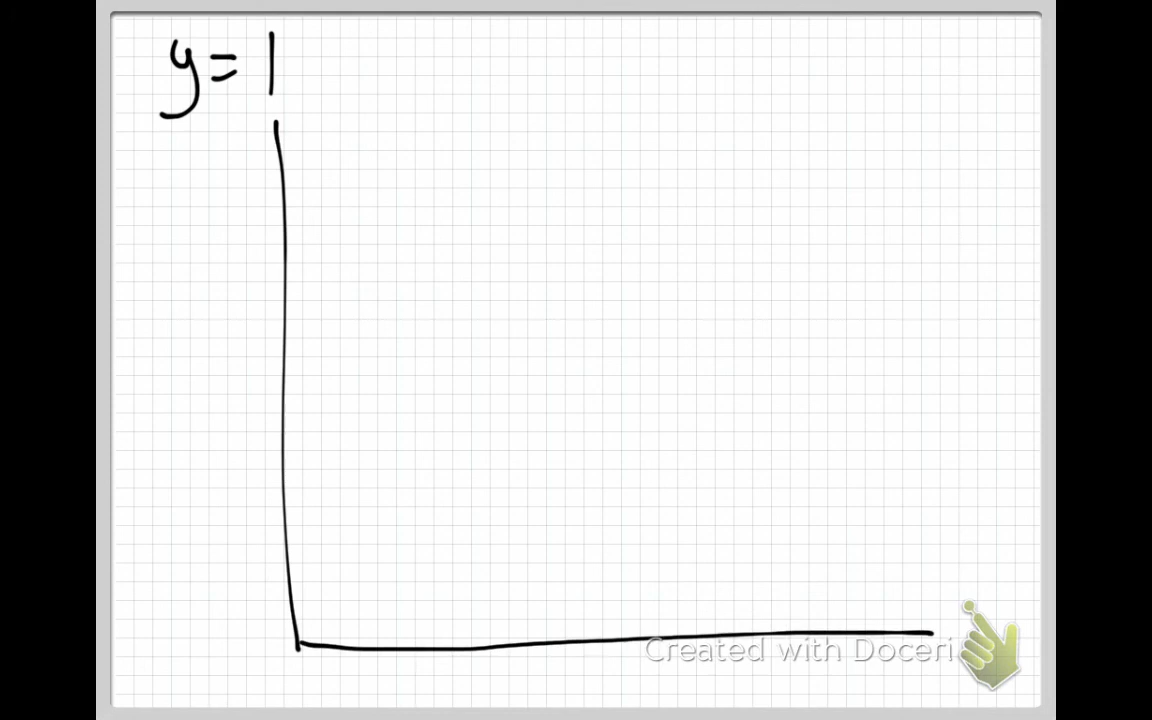 y = 1
Created with Doceri